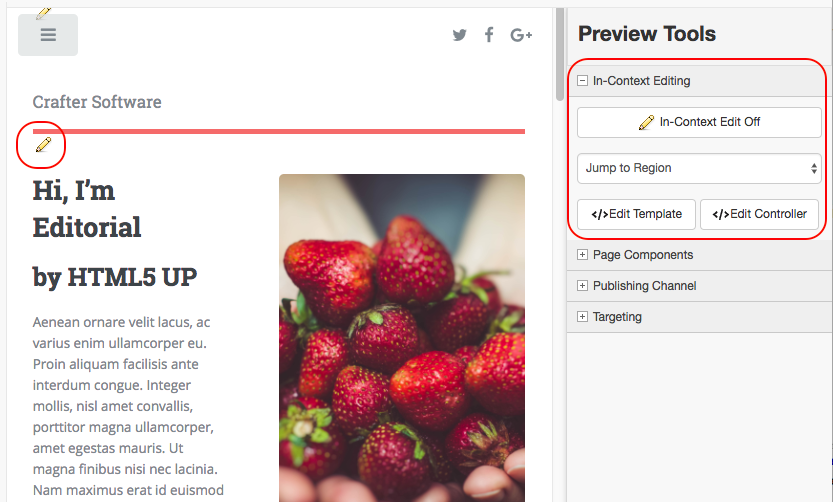 Crafter Software
Hi, I’m
Editorial
by HTML5 UP
Aenean ornare velit lacus, ac
varius enim ullamcorper eu.
Proin aliquam facilisis ante
interdum congue. Integer
mollis, nisl amet convallis,
porttitor magna ullamcorper,
amet egestas mauris. Ut
magna finibus nisi nec lacinia.
Nam maximus erat id euismod
Preview Tools
In-Context Editing
In-Context Edit Off
Jump to Region
</>Edit Template
</>Edit Controller
Page Components
Publishing Channel
Targeting